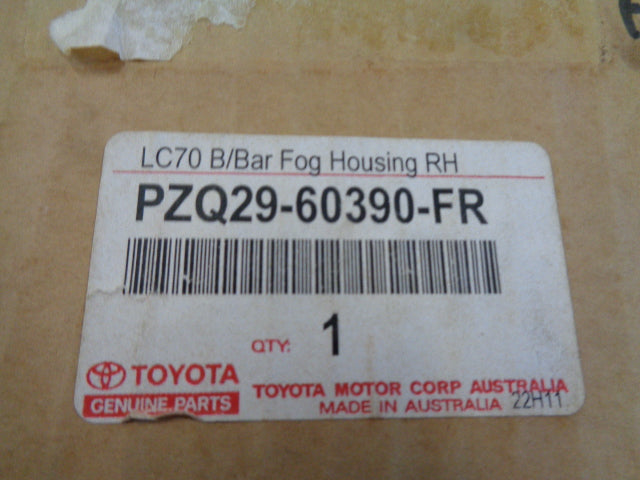 LC70 B/Bar Fog Housing RH
PZQ29-60390-FR
QTY: 1
TOYOTA
GENUINE PARTS
TOYOTA MOTOR CORP AUSTRALIA
MADE IN AUSTRALIA 22H11